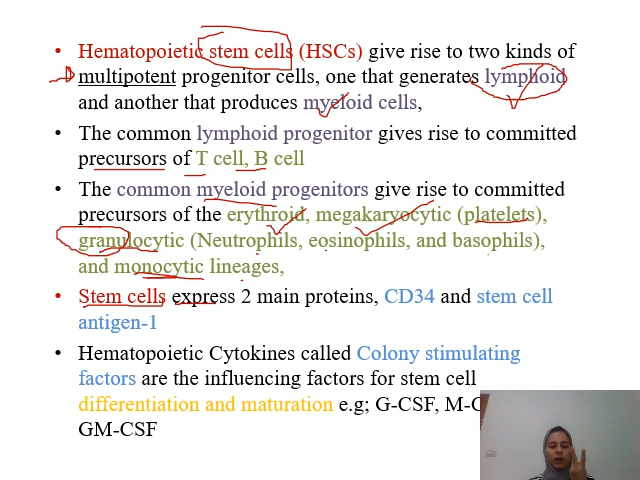 • Hematopoietic stem cells (HSCs) give rise to two kinds of
multipotent progenitor cells, one that generates lymphoid
and another that produces myeloid cells,
• The common lymphoid progenitor gives rise to committed
precursors of T cell, B cell
• The common myeloid progenitors give rise to committed
precursors of the erythroid, megakaryocytic (platelets),
granulocytic (Neutrophils, eosinophils, and basophils),
and monocytic lineages,
• Stem cells express 2 main proteins, CD34 and stem cell
antigen-1
• Hematopoietic Cytokines called Colony stimulating
factors are the influencing factors for stem cell
differentiation and maturation e.g; G-CSF,
GM-CSF